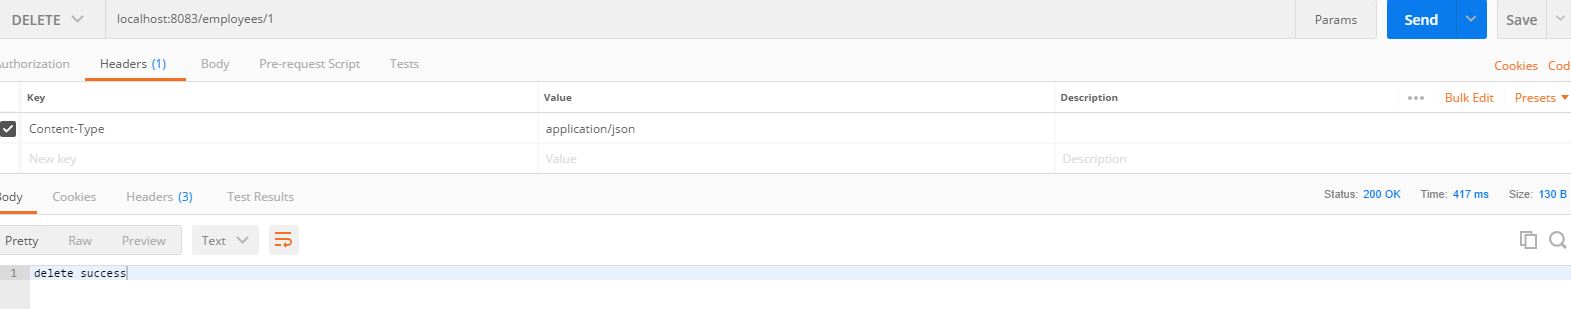 DELETE localhost:8083/employees/1 Params Send Save
uthorization Headers (1) Body Pre-request Script Tests Cookies Cod
Key Value Description ••• Bulk Edit Presets
Content-Type application/json
New key Value Description
Body Cookies Headers (3) Test Results Status: 200 OK Time: 417 ms Size: 130 B
Pretty Raw Preview Text
1 delete success